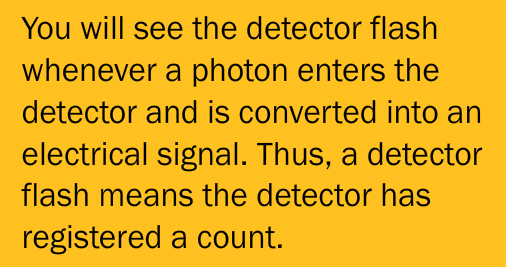 You will see the detector flash
whenever a photon enters the
detector and is converted into an
electrical signal. Thus, a detector
flash means the detector has
registered a count.